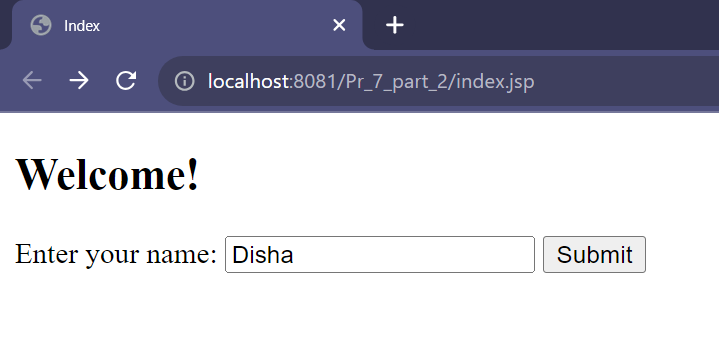 Index
localhost:8081/Pr_7_part_2/index.jsp
Welcome!
Enter your name: Disha Submit